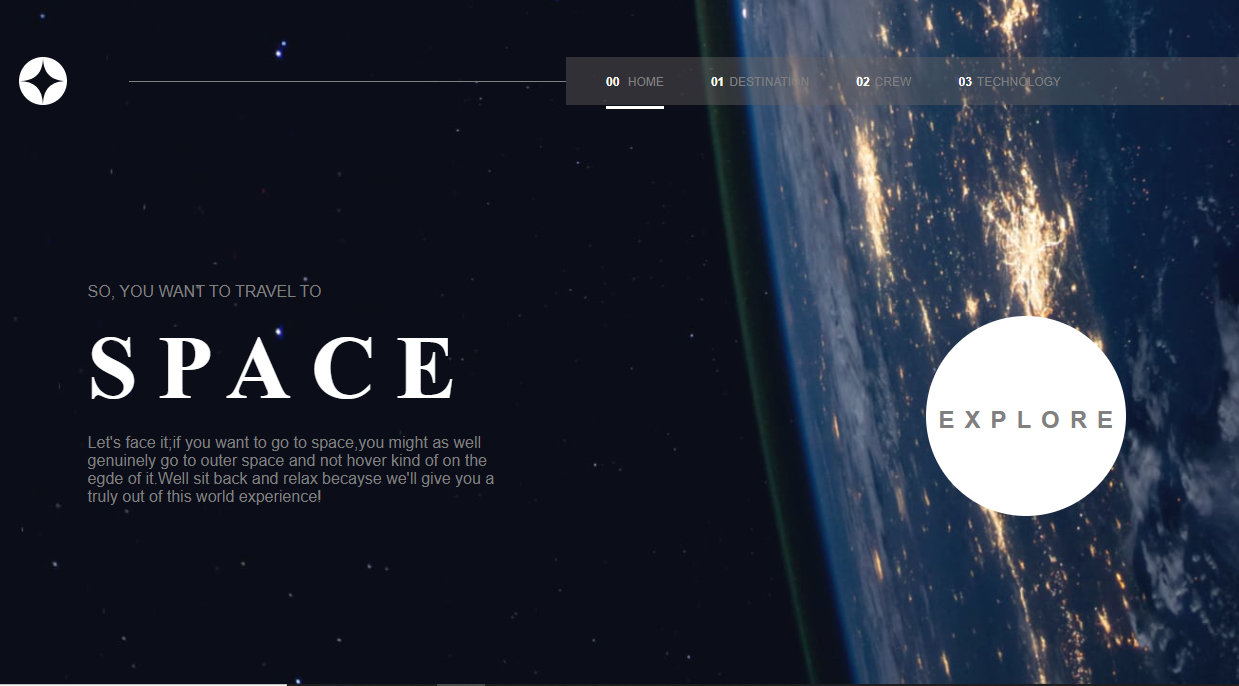 00 HOME 01 DESTINATION 02 CREW 03 TECHNOLOGY
SO, YOU WANT TO TRAVEL TO
SPACE
Let's face it;if you want to go to space,you might as well
genuinely go to outer space and not hover kind of on the
egde of it.Well sit back and relax becayse we'll give you a
truly out of this world experience!
EXPLORE